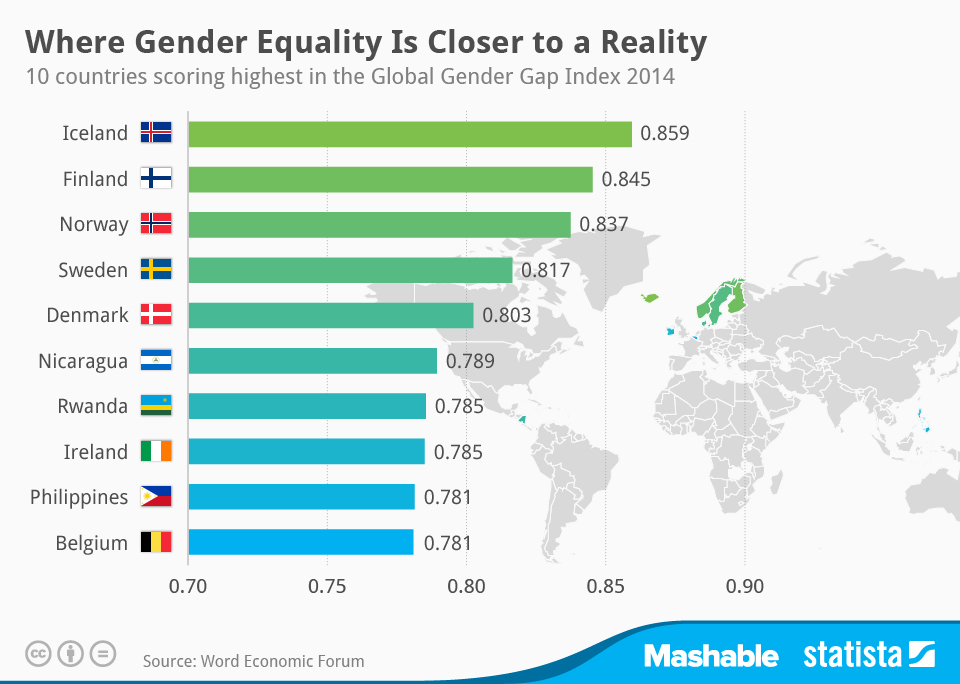 Where Gender Equality Is Closer to a Reality
10 countries scoring highest in the Global Gender Gap Index 2014
Iceland 0.859
Finland 0.845
Norway 0.837
Sweden 0.817
Denmark 0.803
Nicaragua 0.789
Rwanda 0.785
Ireland 0.785
Philippines 0.781
Belgium 0.781
0.70 0.75 0.80 0.85 0.90
cc
Source: Word Economic Forum
Mashable statista